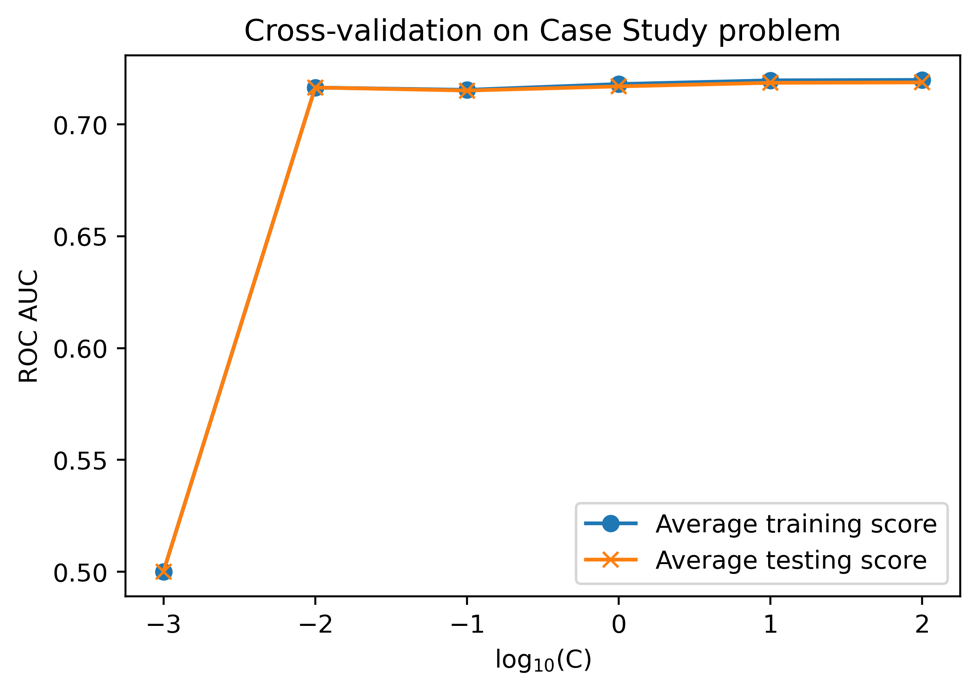 Cross-validation on Case Study problem
ROC AUC
0.70
0.65
0.60
0.55
0.50
Average training score
Average testing score
−3 −2 −1 0 1 2
log₁₀(C)